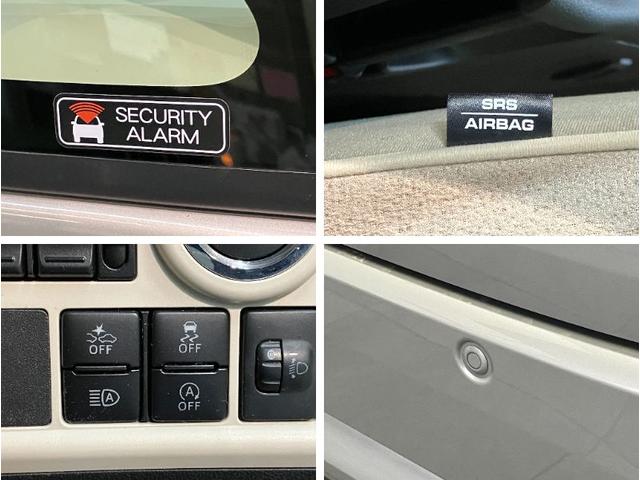 SECURITY
ALARM
SRS
AIRBAG
OFF
OFF
A
A
OFF